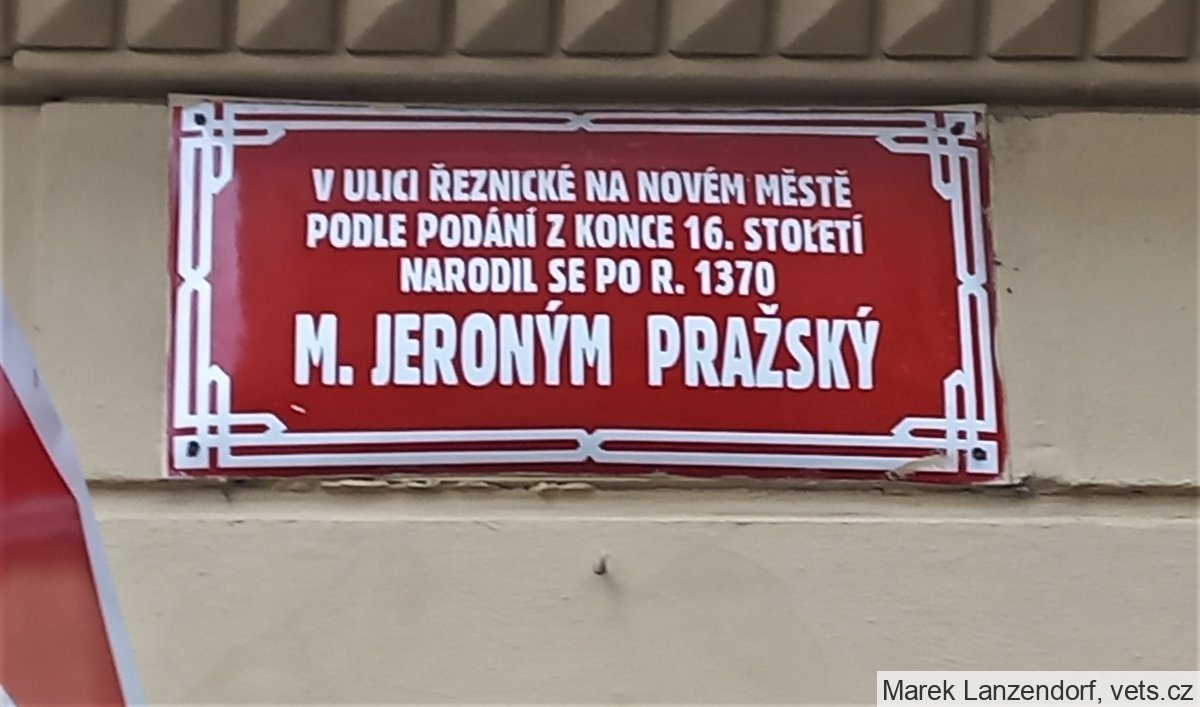 V ULICI ŘEZNICKÉ NA NOVÉM MĚSTĚ
PODLE PODÁNÍ Z KONCE 16. STOLETÍ
NARODIL SE PO R. 1370
M. JERONÝM PRAŽSKÝ
Marek Lanzendorf, vets.cz